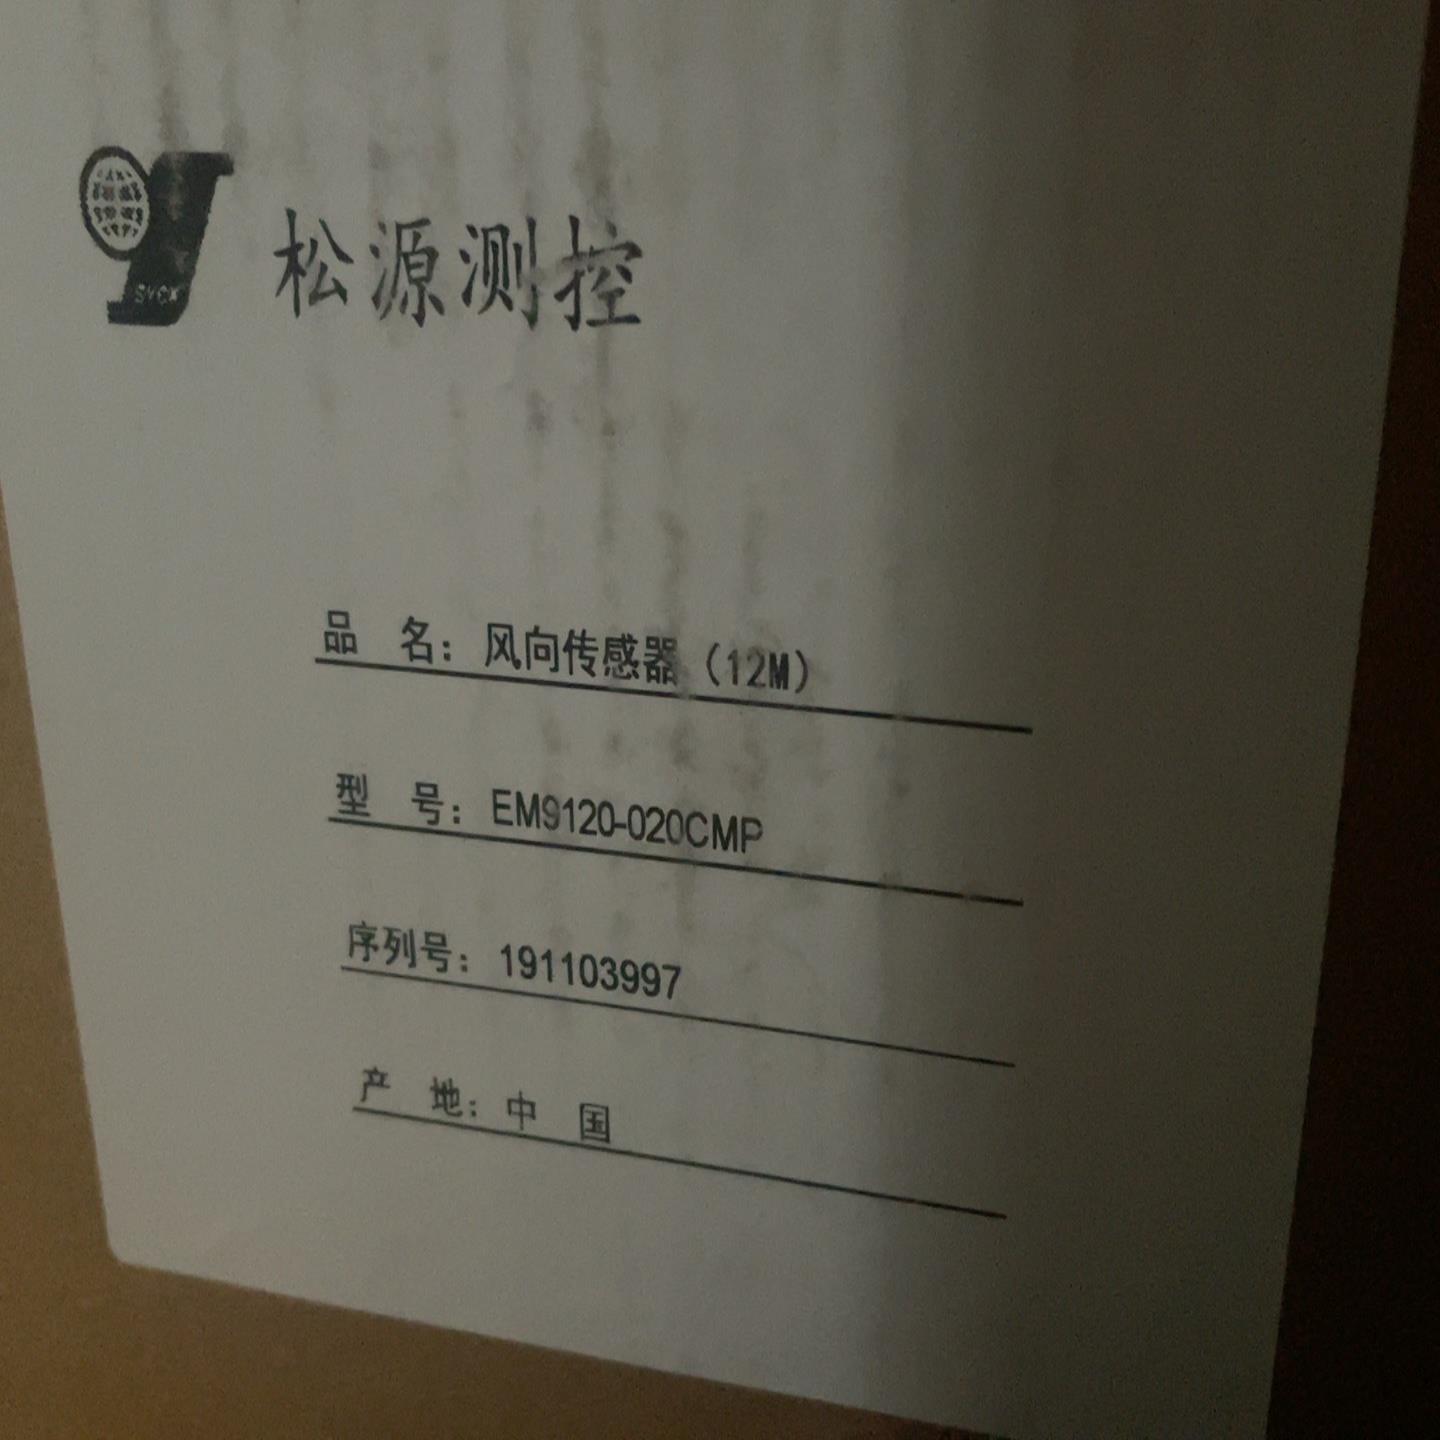 SYCK
松源测控
品 名：风向传感器（12M）
型 号：EM9120-020CMP
序列号：191103997
产 地：中 国